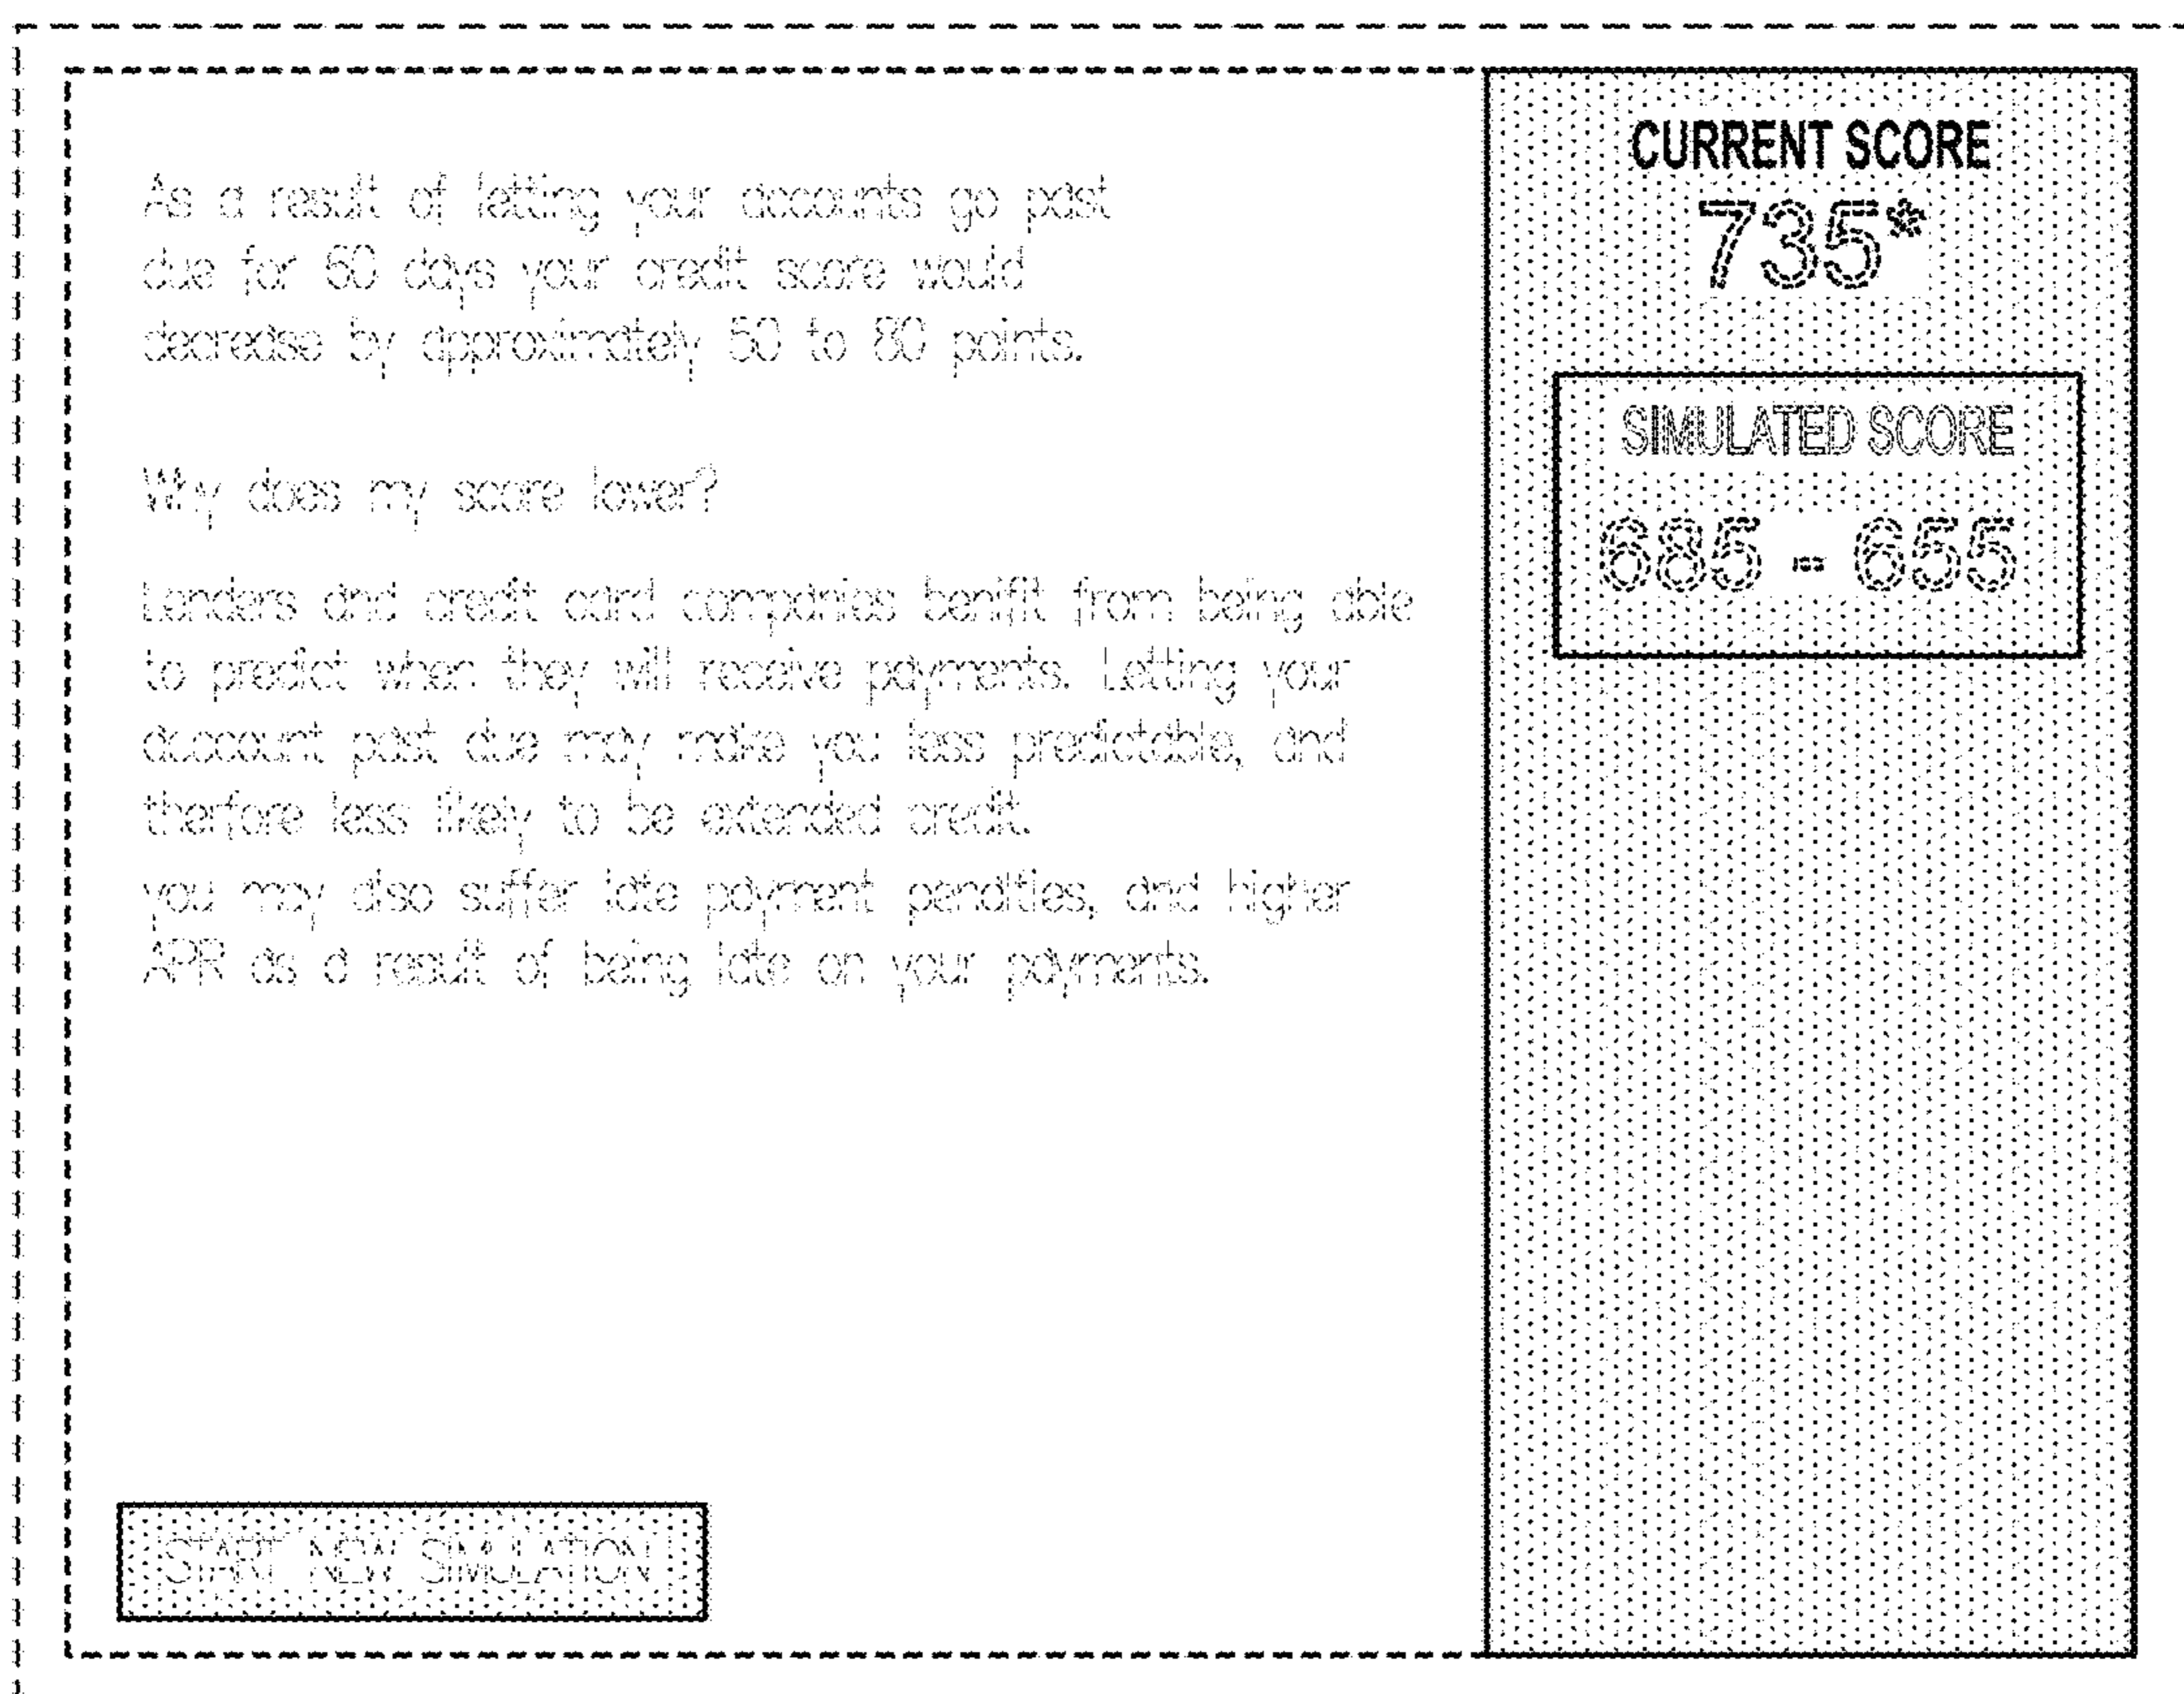 As a result of letting your accounts go past
due for 60 days your credit score would
decrease by approximately 50 to 80 points.
Why does my score lower?
Lenders and credit card companies benifit from being able
to predict when they will receive payments. Letting your
account past due may make you less predictable, and
therfore less likely to be extended credit.
you may also suffer late payment penalties, and higher
APR as a result of being late on your payments.
START NEW SIMULATION
CURRENT SCORE
735*
SIMULATED SCORE
685 - 655